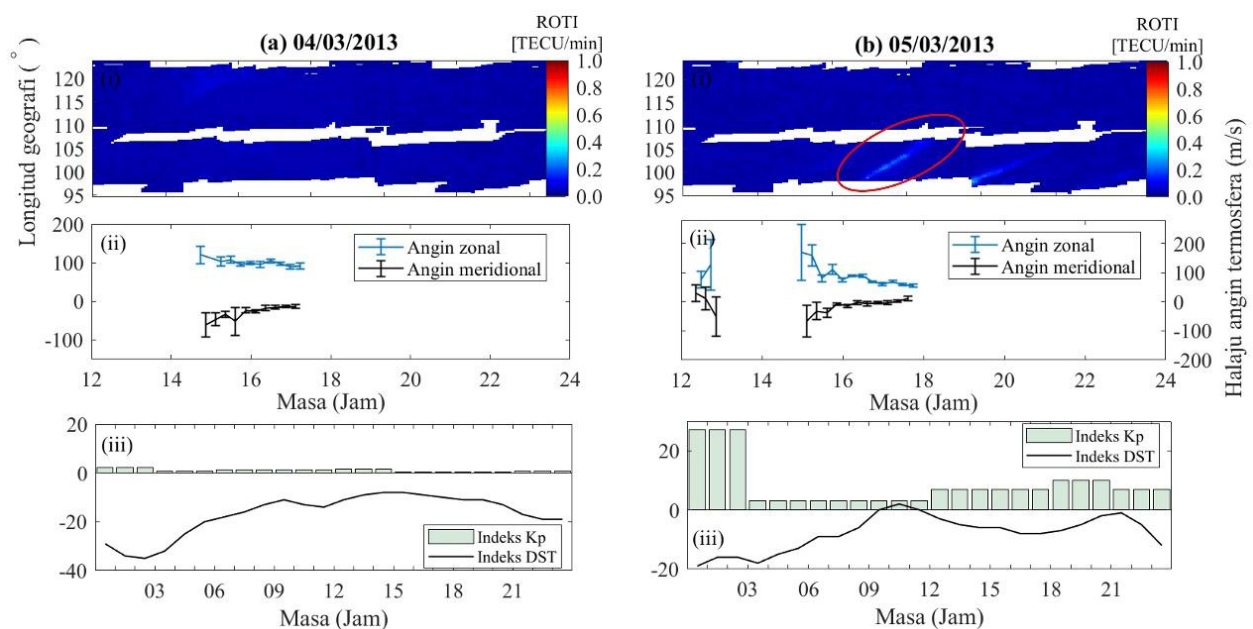 (a) 04/03/2013
ROTI
[TECU/min]
Longitud geografi (°)
(i)
120
115
110
105
100
95
1.0
0.8
0.6
0.4
0.2
0.0
(ii)
Angin zonal
Angin meridional
200
100
0
-100
12 14 16 18 20 22 24
Masa (Jam)
(iii)
20
0
-20
-40
Indeks Kp
Indeks DST
03 06 09 12 15 18 21
Masa (Jam)
(b) 05/03/2013
ROTI
[TECU/min]
(i)
120
115
110
105
100
95
1.0
0.8
0.6
0.4
0.2
0.0
(ii)
Angin zonal
Angin meridional
200
100
0
-100
-200
Halaju angin termosfera (m/s)
12 14 16 18 20 22 24
Masa (Jam)
20
0
-20
Indeks Kp
Indeks DST
(iii)
03 06 09 12 15 18 21
Masa (Jam)